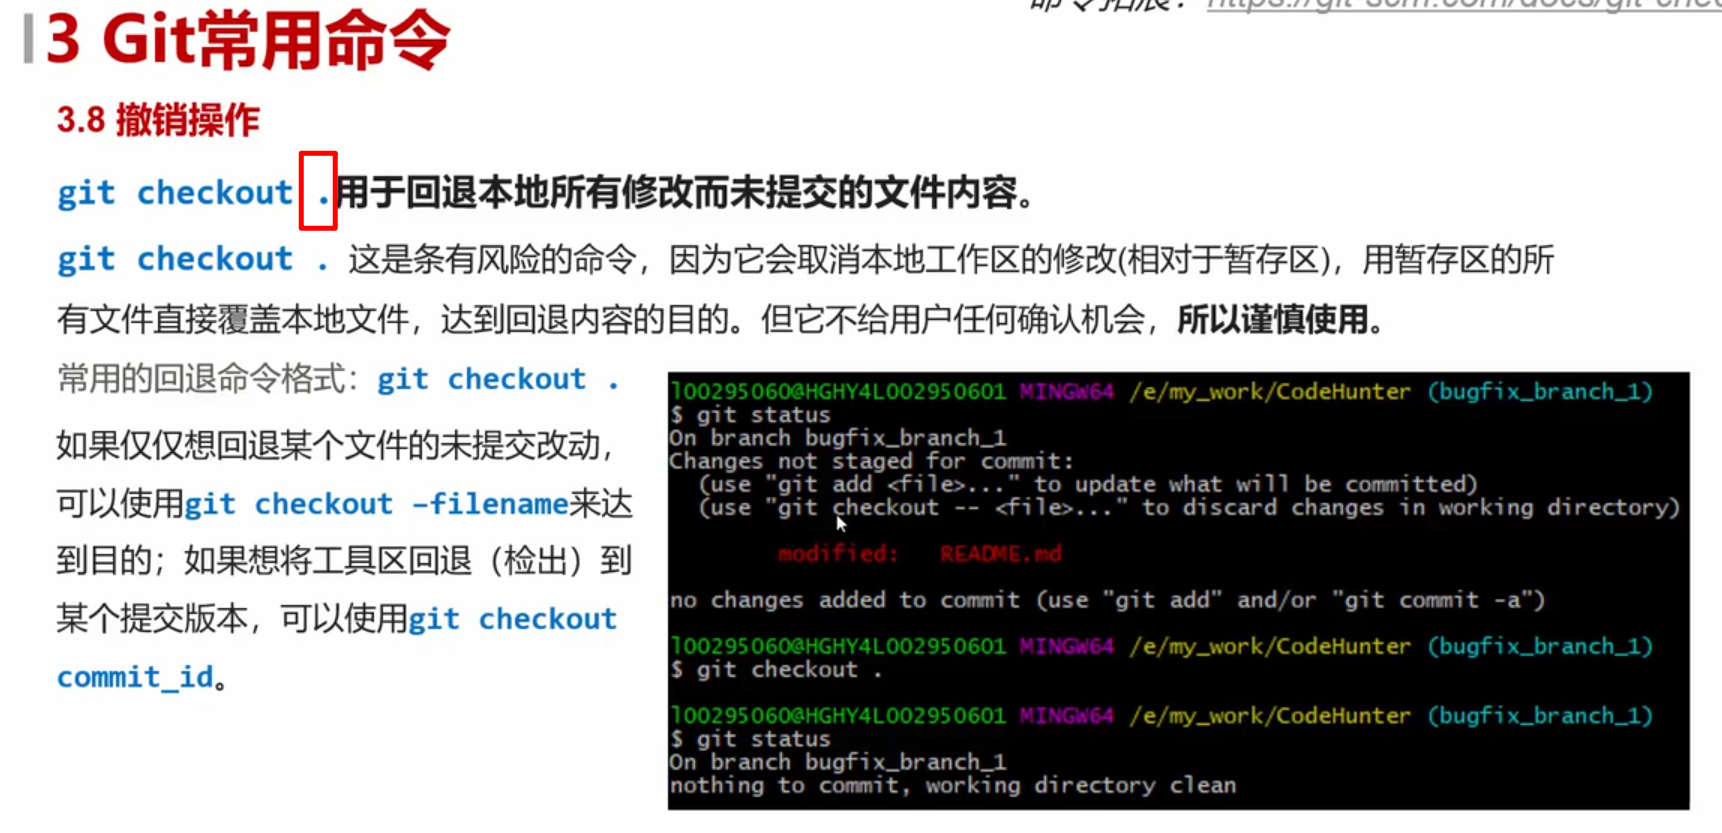 命令拓展：https://git-scm.com/docs/git-chec
3 Git常用命令
3.8 撤销操作
git checkout .用于回退本地所有修改而未提交的文件内容。
git checkout . 这是条有风险的命令，因为它会取消本地工作区的修改(相对于暂存区)，用暂存区的所
有文件直接覆盖本地文件，达到回退内容的目的。但它不给用户任何确认机会，所以谨慎使用。
常用的回退命令格式：git checkout .
如果仅仅想回退某个文件的未提交改动，
可以使用git checkout –filename来达
到目的；如果想将工具区回退（检出）到
某个提交版本，可以使用git checkout
commit_id。
l00295060@HGHY4L002950601 MINGW64 /e/my_work/CodeHunter (bugfix_branch_1)
$ git status
On branch bugfix_branch_1
Changes not staged for commit:
(use "git add <file>..." to update what will be committed)
(use "git checkout -- <file>..." to discard changes in working directory)
modified: README.md
no changes added to commit (use "git add" and/or "git commit -a")
l00295060@HGHY4L002950601 MINGW64 /e/my_work/CodeHunter (bugfix_branch_1)
$ git checkout .
l00295060@HGHY4L002950601 MINGW64 /e/my_work/CodeHunter (bugfix_branch_1)
$ git status
On branch bugfix_branch_1
nothing to commit, working directory clean